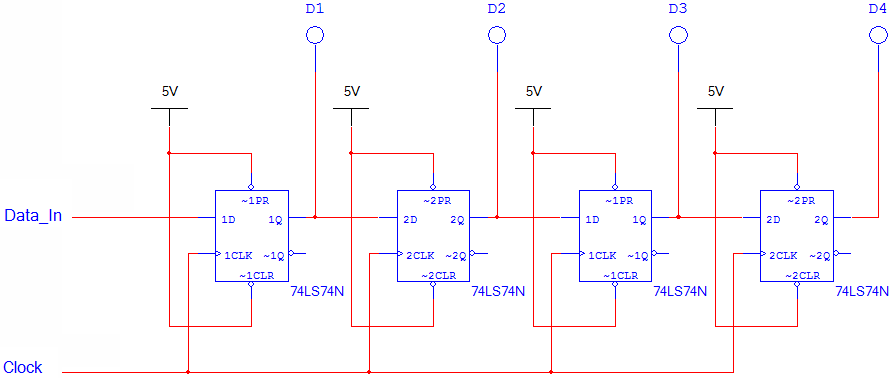 D1 D2 D3 D4
5V 5V 5V 5V
~1PR ~2PR ~1PR ~2PR
Data_In 1D 1Q 2D 2Q 1D 1Q 2D 2Q
1CLK ~1Q 2CLK ~2Q 1CLK ~1Q 2CLK ~2Q
~1CLR ~2CLR ~1CLR ~2CLR
74LS74N 74LS74N 74LS74N 74LS74N
Clock